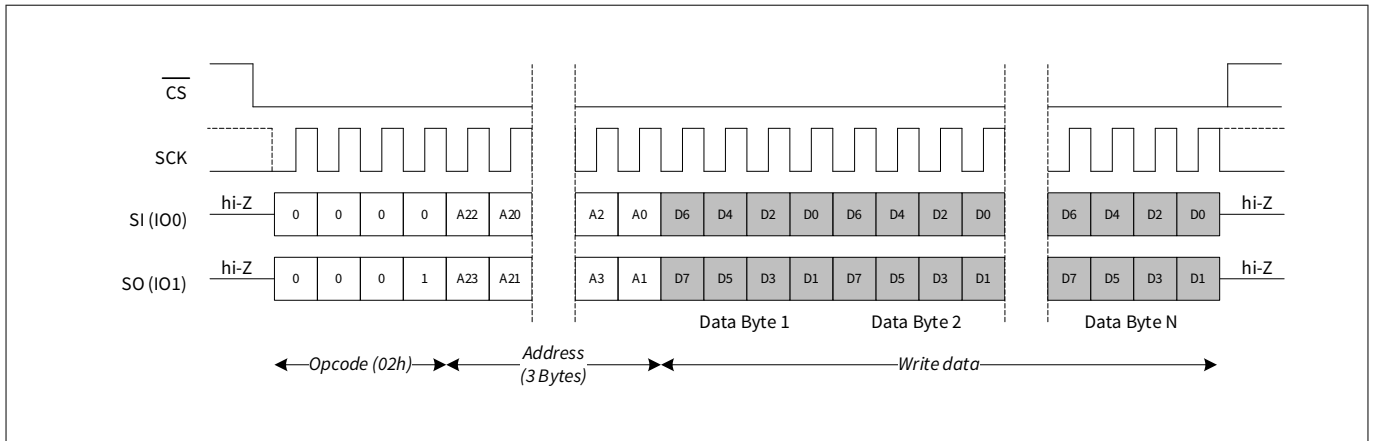 CS
SCK
SI (IO0) hi-Z 0 0 0 0 A22 A20 A2 A0 D6 D4 D2 D0 D6 D4 D2 D0 D6 D4 D2 D0 hi-Z
SO (IO1) hi-Z 0 0 0 1 A23 A21 A3 A1 D7 D5 D3 D1 D7 D5 D3 D1 D7 D5 D3 D1 hi-Z
Data Byte 1 Data Byte 2 Data Byte N
Opcode (02h) Address Write data
(3 Bytes)